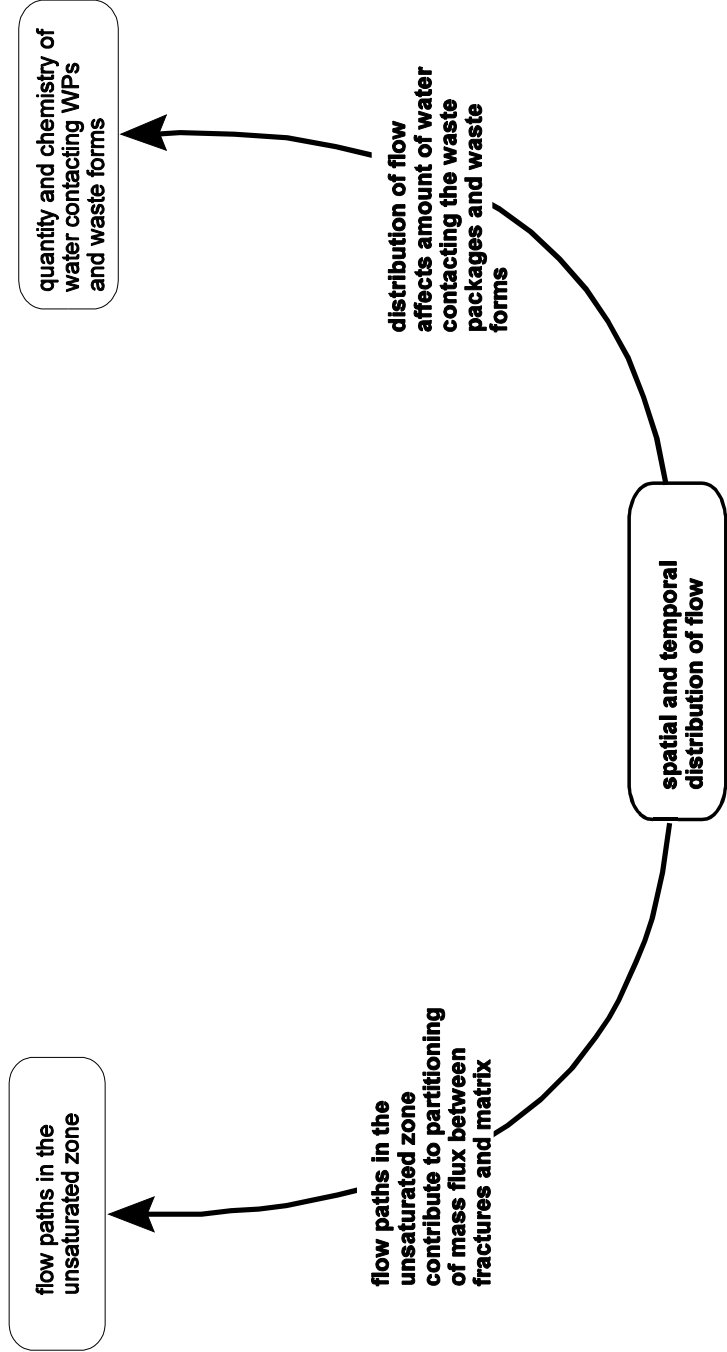 flow paths in the
unsaturated zone
quantity and chemistry of
water contacting WPs
and waste forms
flow paths in the
unsaturated zone
contribute to partitioning
of mass flux between
fractures and matrix
distribution of flow
affects amount of water
contacting the waste
packages and waste
forms
spatial and temporal
distribution of flow